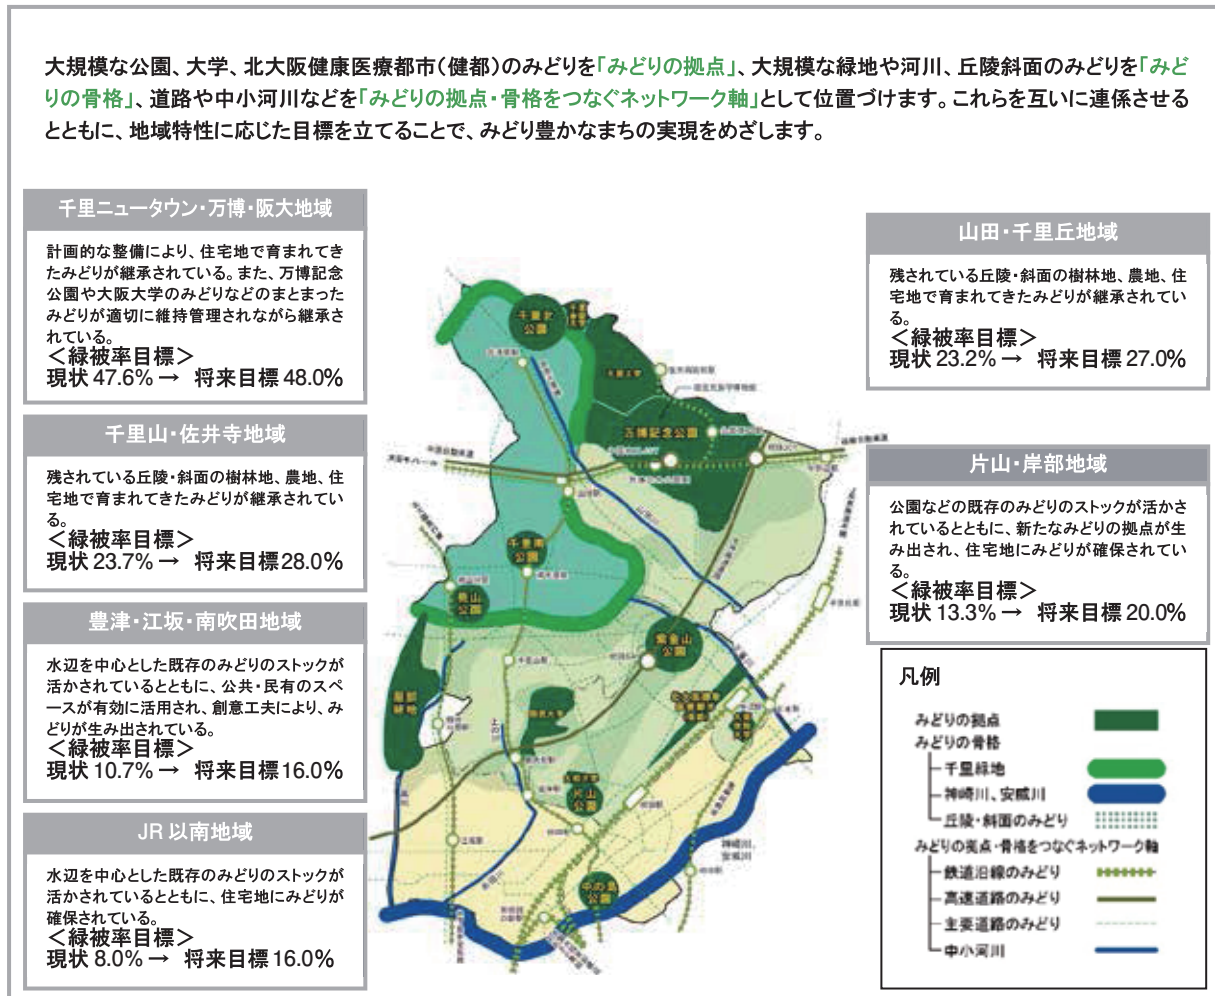 大規模な公園、大学、北大阪健康医療都市（健都）のみどりを「みどりの拠点」、大規模な緑地や河川、丘陵斜面のみどりを「みど
りの骨格」、道路や中小河川などを「みどりの拠点・骨格をつなぐネットワーク軸」として位置づけます。これらを互いに連係させる
とともに、地域特性に応じた目標を立てることで、みどり豊かなまちの実現をめざします。
千里ニュータウン・万博・阪大地域
計画的な整備により、住宅地で育まれてき
たみどりが継承されている。また、万博記念
公園や大阪大学のみどりなどのまとまった
みどりが適切に維持管理されながら継承さ
れている。
＜緑被率目標＞
現状 47.6% → 将来目標 48.0%
千里山・佐井寺地域
残されている丘陵・斜面の樹林地、農地、住
宅地で育まれてきたみどりが継承されてい
る。
＜緑被率目標＞
現状 23.7% → 将来目標 28.0%
豊津・江坂・南吹田地域
水辺を中心とした既存のみどりのストックが
活かされているとともに、公共・民有のスペ
ースが有効に活用され、創意工夫により、み
どりが生み出されている。
＜緑被率目標＞
現状 10.7% → 将来目標 16.0%
JR 以南地域
水辺を中心とした既存のみどりのストックが
活かされているとともに、住宅地にみどりが
確保されている。
＜緑被率目標＞
現状 8.0% → 将来目標 16.0%
千里北
公園
万博記念公園
千里南
公園
桃山
公園
紫金山
公園
服部
緑地
片山
公園
中の島
公園
神崎川、
安威川
山田・千里丘地域
残されている丘陵・斜面の樹林地、農地、住
宅地で育まれてきたみどりが継承されてい
る。
＜緑被率目標＞
現状 23.2% → 将来目標 27.0%
片山・岸部地域
公園などの既存のみどりのストックが活かさ
れているとともに、新たなみどりの拠点が生
み出され、住宅地にみどりが確保されてい
る。
＜緑被率目標＞
現状 13.3% → 将来目標 20.0%
凡例
みどりの拠点
みどりの骨格
千里緑地
神崎川、安威川
丘陵・斜面のみどり
みどりの拠点・骨格をつなぐネットワーク軸
鉄道沿線のみどり
高速道路のみどり
主要道路のみどり
中小河川